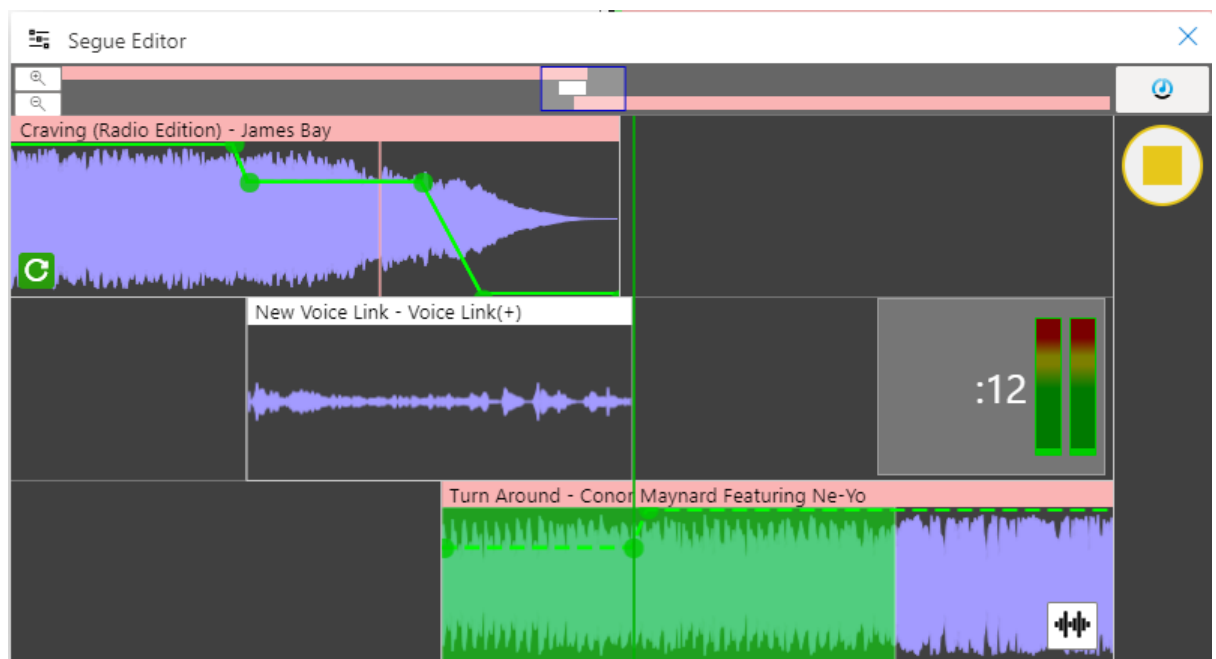 Segue Editor
Craving (Radio Edition) - James Bay
New Voice Link - Voice Link(+)
:12
Turn Around - Conor Maynard Featuring Ne-Yo